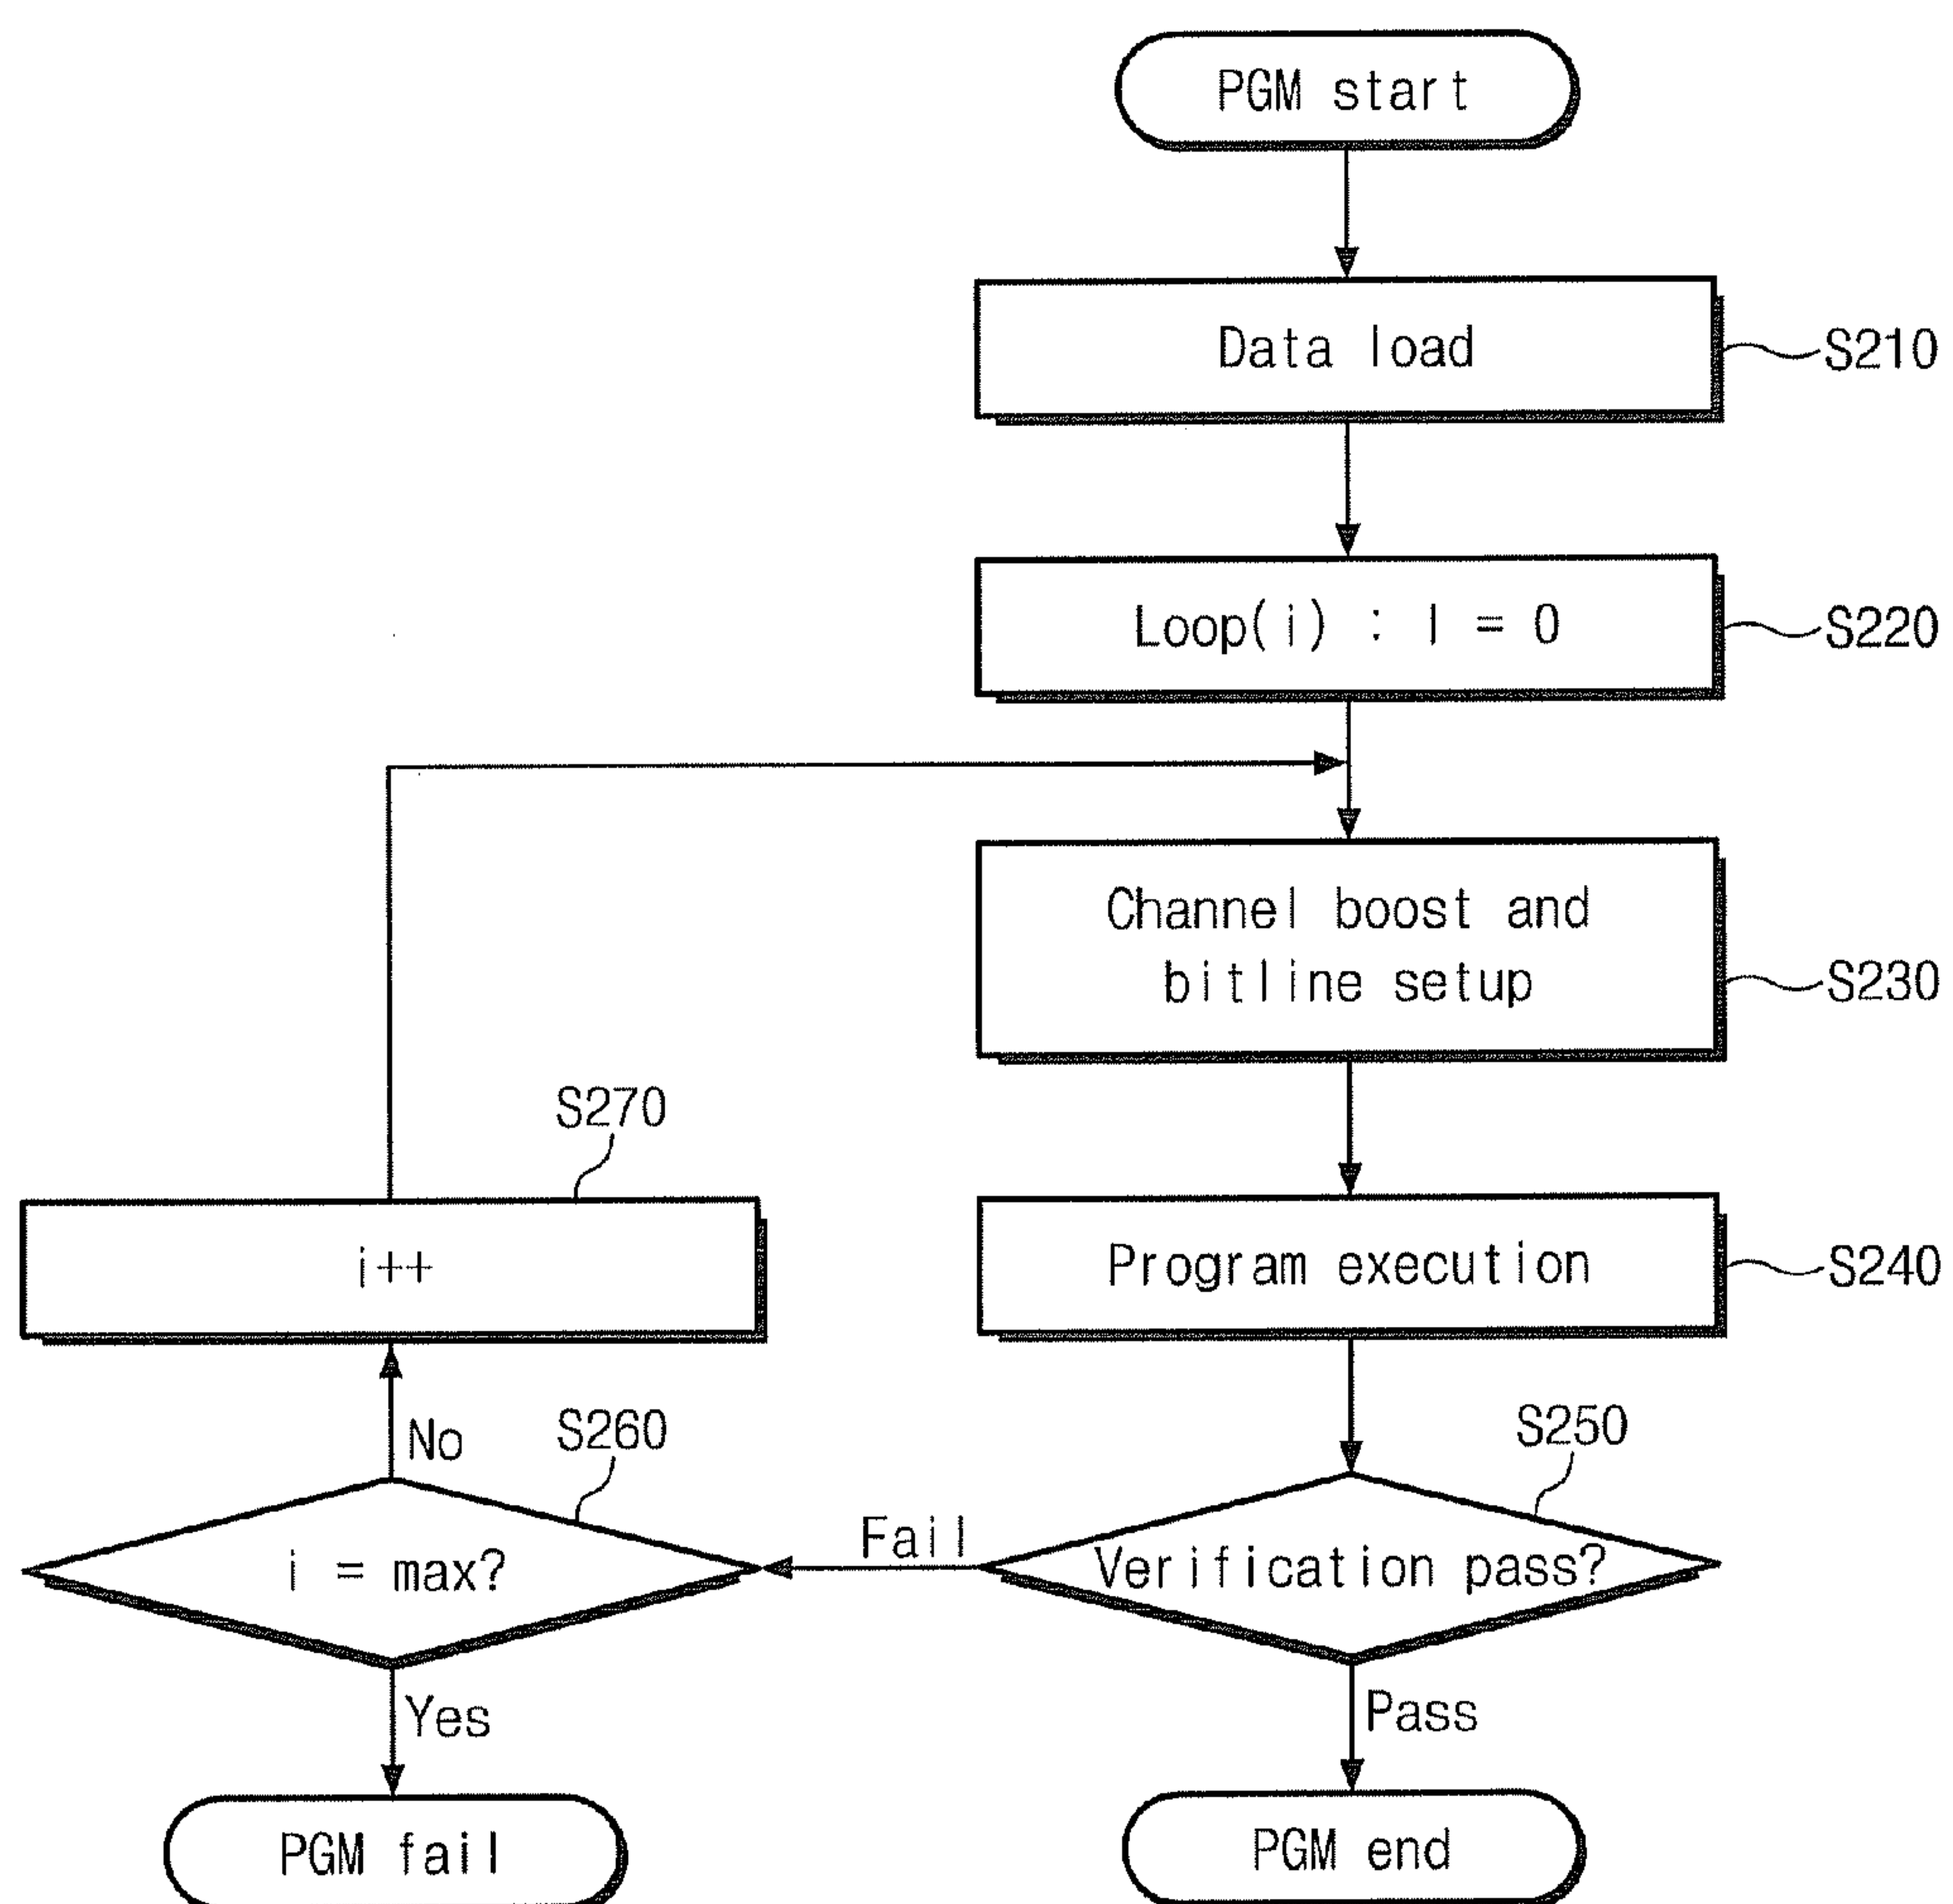 PGM start
Data load
S210
Loop(i) : I = 0
S220
Channel boost and
bitline setup
S230
S270
i++
Program execution
S240
No
S260
S250
i = max?
Fail
Verification pass?
Yes
Pass
PGM fail
PGM end